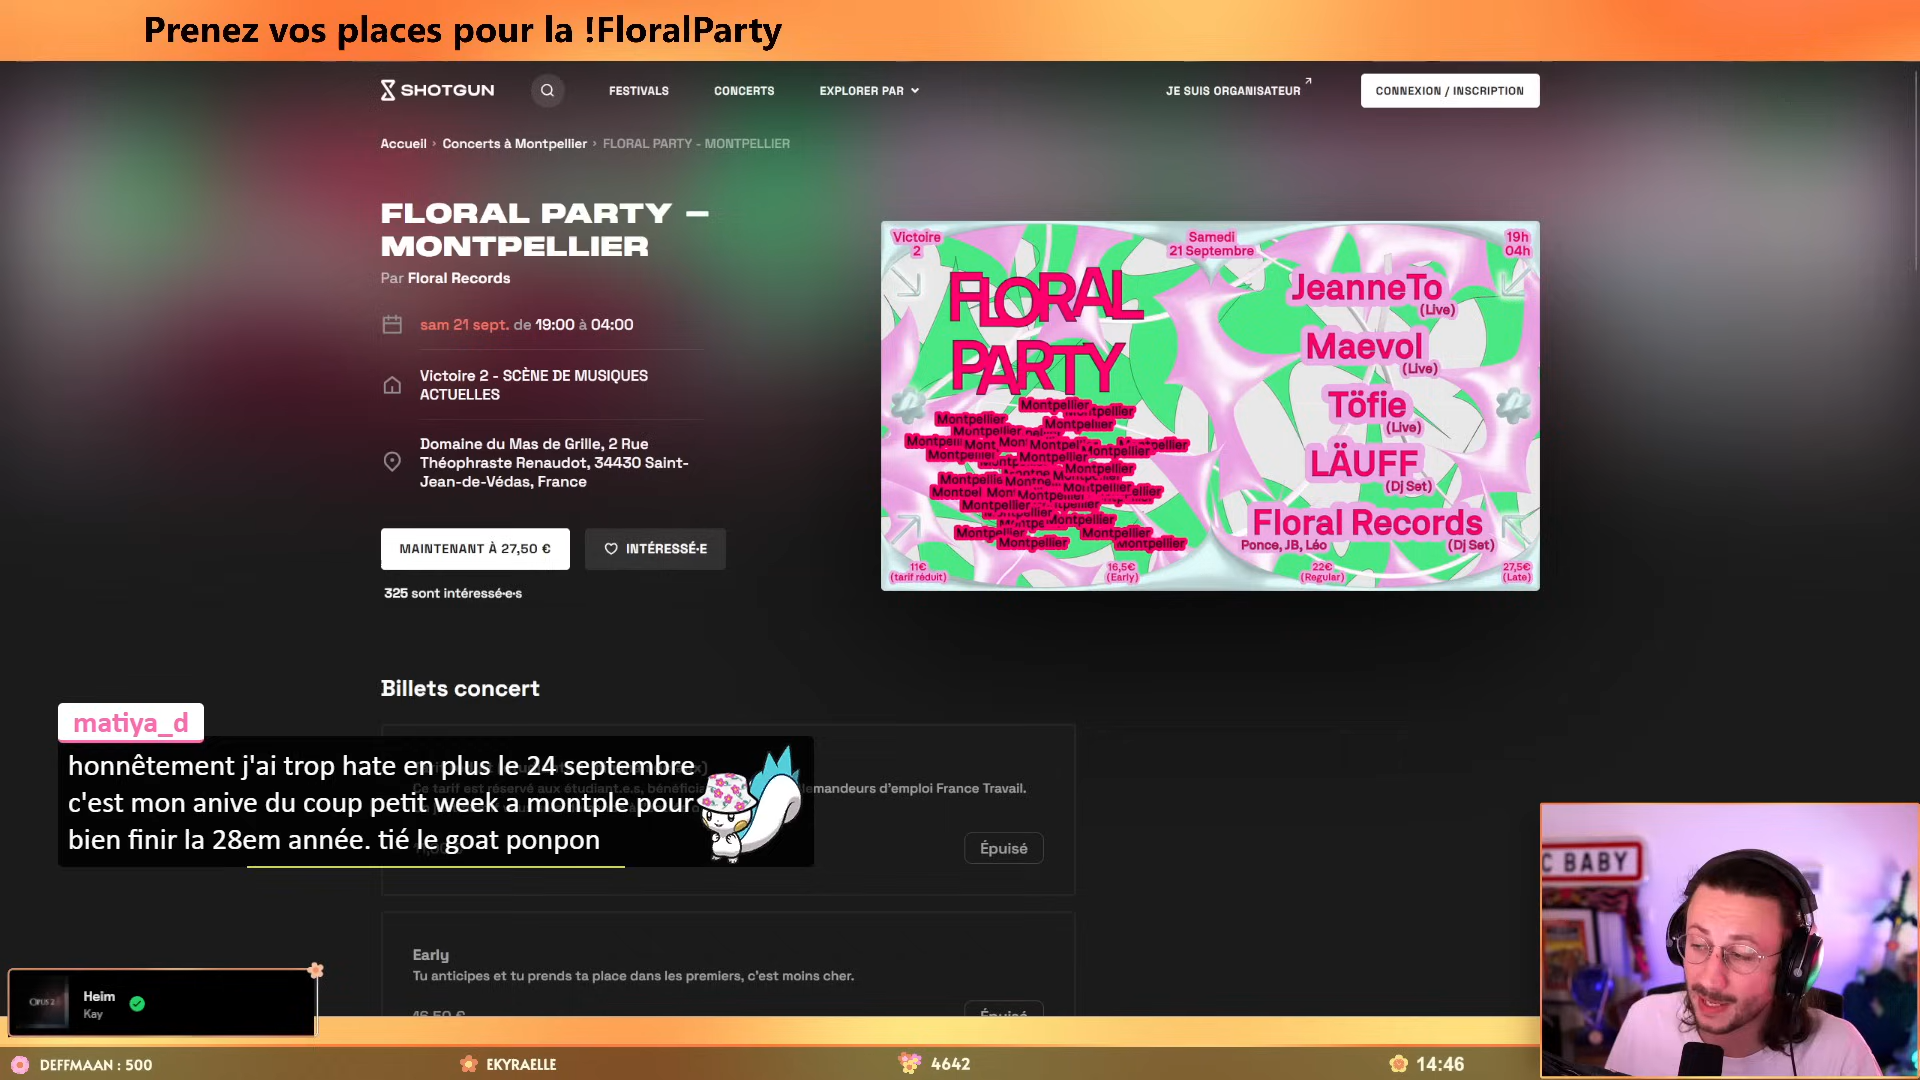 Prenez vos places pour la !FloralParty
SHOTGUN
FESTIVALS
CONCERTS
EXPLORER PAR
JE SUIS ORGANISATEUR
CONNEXION / INSCRIPTION
Accueil › Concerts à Montpellier › FLORAL PARTY - MONTPELLIER
FLORAL PARTY –
MONTPELLIER
Par Floral Records
sam 21 sept. de 19:00 à 04:00
Victoire 2 - SCÈNE DE MUSIQUES
ACTUELLES
Domaine du Mas de Grille, 2 Rue
Théophraste Renaudot, 34430 Saint-
Jean-de-Védas, France
MAINTENANT À 27,50 €
INTÉRESSÉ·E
325 sont intéressé·e·s
Victoire
2
Samedi
21 Septembre
19h
04h
FLORAL
PARTY
Montpellier
JeanneTo
(Live)
Maevol
(Live)
Töfie
(Live)
LÄUFF
(Dj Set)
Floral Records
Ponce, JB, Léo
(Dj Set)
11€
(tarif réduit)
16,5€
(Early)
22€
(Regular)
27,5€
(Late)
Billets concert
matiya_d
honnêtement j'ai trop hate en plus le 24 septembre
c'est mon anive du coup petit week a montple pour
bien finir la 28em année. tié le goat ponpon
mandeurs d'emploi France Travail.
Épuisé
Early
Tu anticipes et tu prends ta place dans les premiers, c'est moins cher.
16,50 €
Épuisé
OPUS 2
Heim
Kay
C BABY
DEFFMAAN : 500
EKYRAELLE
4642
14:46